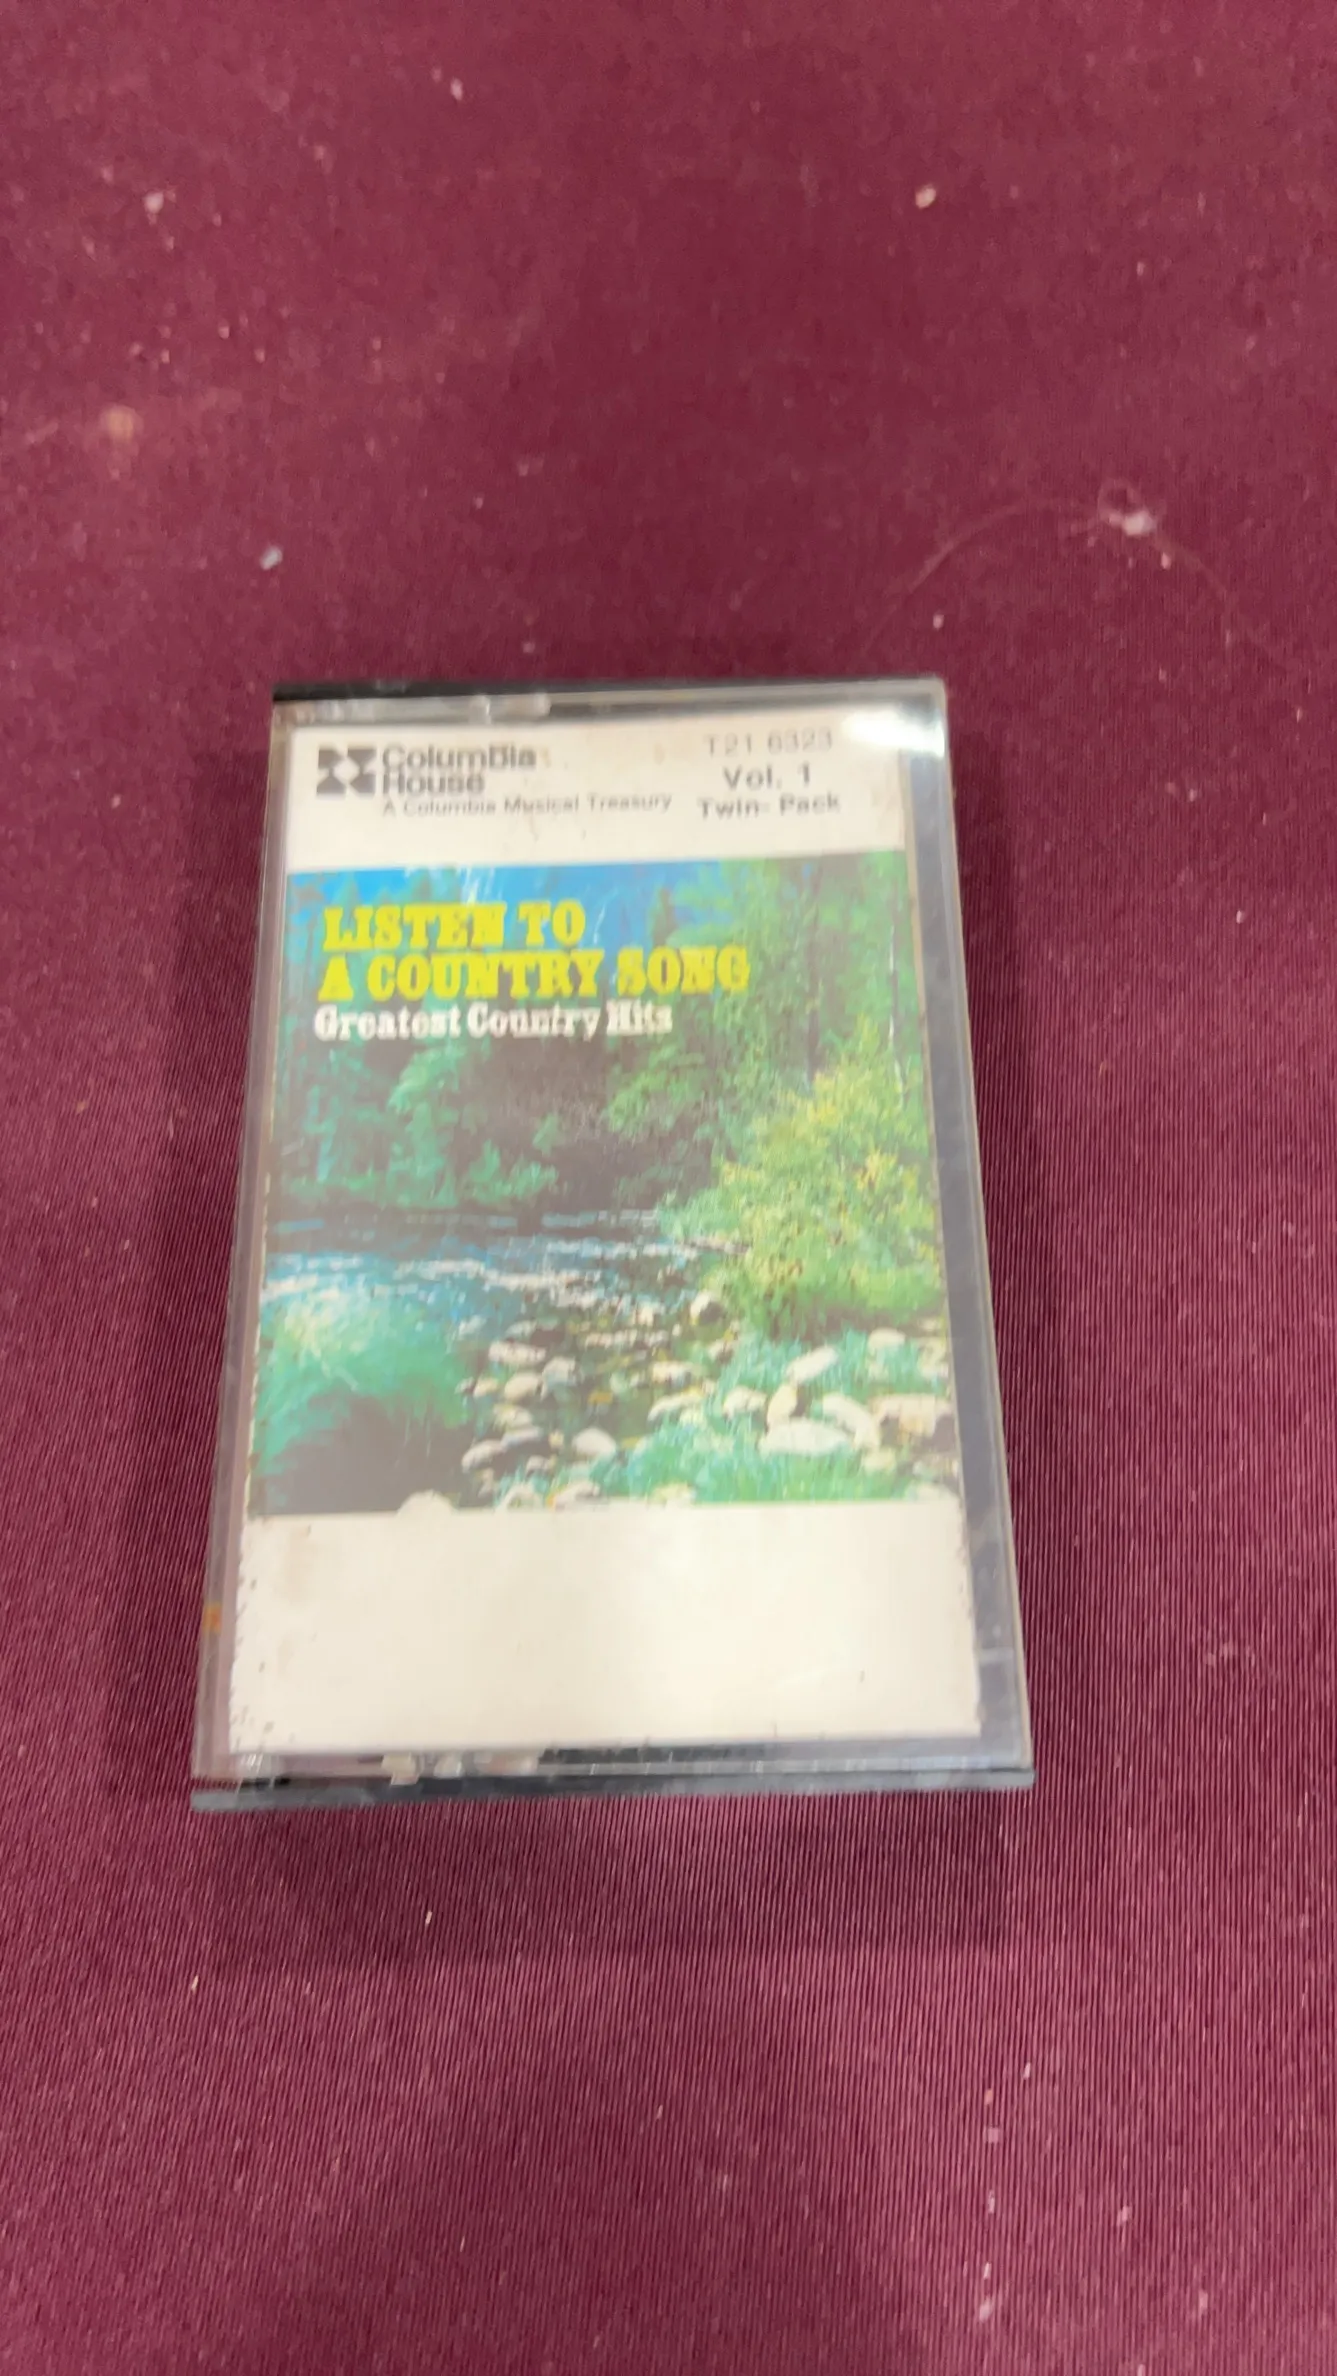 Columbia
House
A Columbia Musical Treasury
T21 6323
Vol. 1
Twin-Pack
LISTEN TO
A COUNTRY SONG
Greatest Country Hits